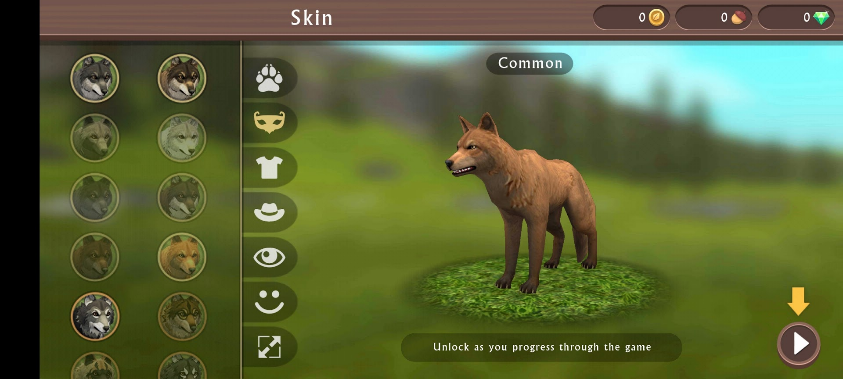 Skin
0
0
0
Common
Unlock as you progress through the game